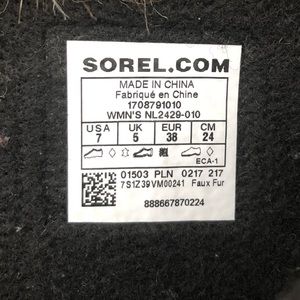 SOREL.COM
MADE IN CHINA
Fabriqué en Chine
1708791010
WMN'S NL2429-010
USA UK EUR CM
7 5 38 24
ECA-1
01503 PLN 0217 217
7S1Z39VM00241 Faux Fur
888667870224